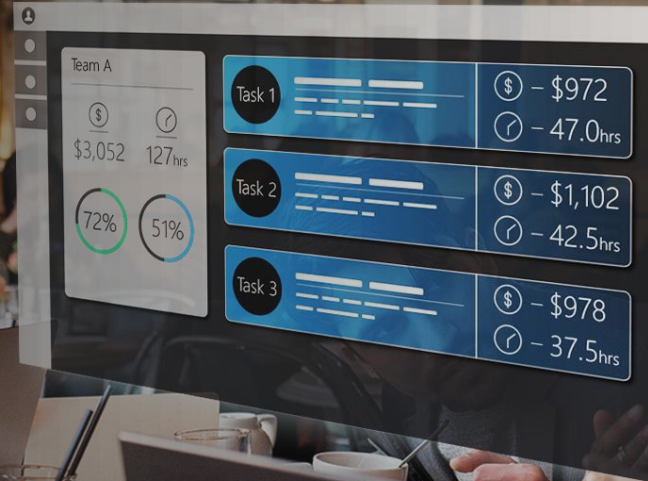 Team A
$
$3,052
127hrs
72%
51%
Task 1
$ – $972
– 47.0hrs
Task 2
$ – $1,102
– 42.5hrs
Task 3
$ – $978
– 37.5hrs